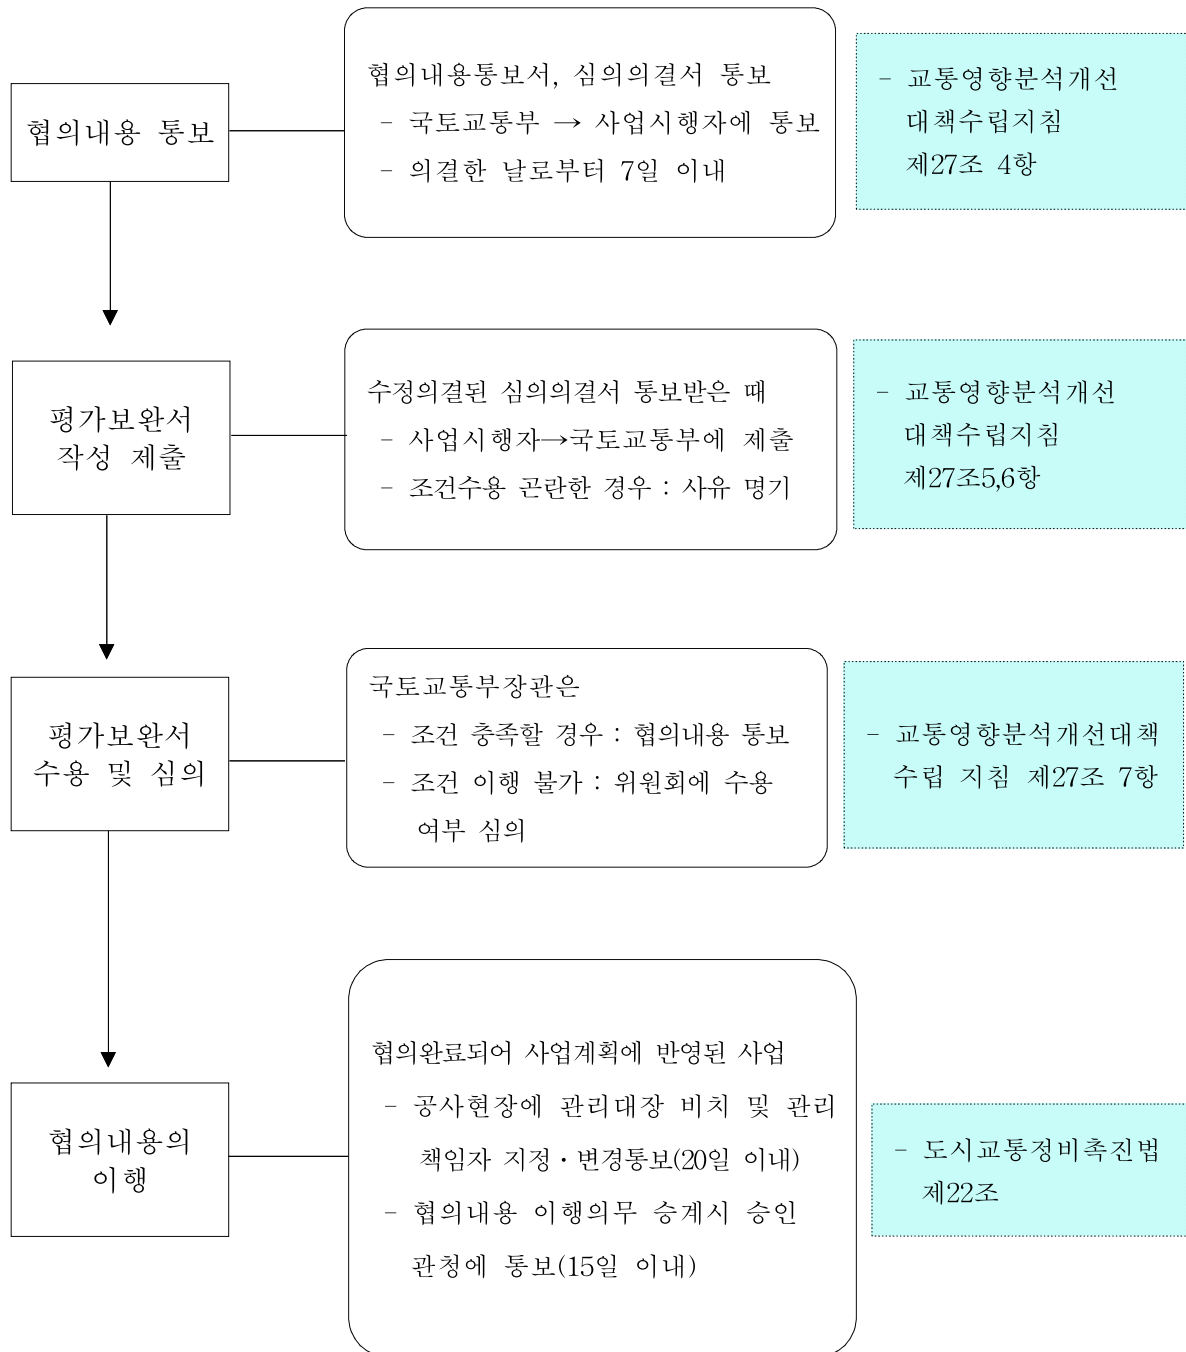 협의내용 통보
협의내용통보서, 심의의결서 통보
- 국토교통부 → 사업시행자에 통보
- 의결한 날로부터 7일 이내
- 교통영향분석개선
대책수립지침
제27조 4항
평가보완서
작성 제출
수정의결된 심의의결서 통보받은 때
- 사업시행자→국토교통부에 제출
- 조건수용 곤란한 경우 : 사유 명기
- 교통영향분석개선
대책수립지침
제27조5,6항
평가보완서
수용 및 심의
국토교통부장관은
- 조건 충족할 경우 : 협의내용 통보
- 조건 이행 불가 : 위원회에 수용
여부 심의
- 교통영향분석개선대책
수립 지침 제27조 7항
협의내용의
이행
협의완료되어 사업계획에 반영된 사업
- 공사현장에 관리대장 비치 및 관리
책임자 지정·변경통보(20일 이내)
- 협의내용 이행의무 승계시 승인
관청에 통보(15일 이내)
- 도시교통정비촉진법
제22조